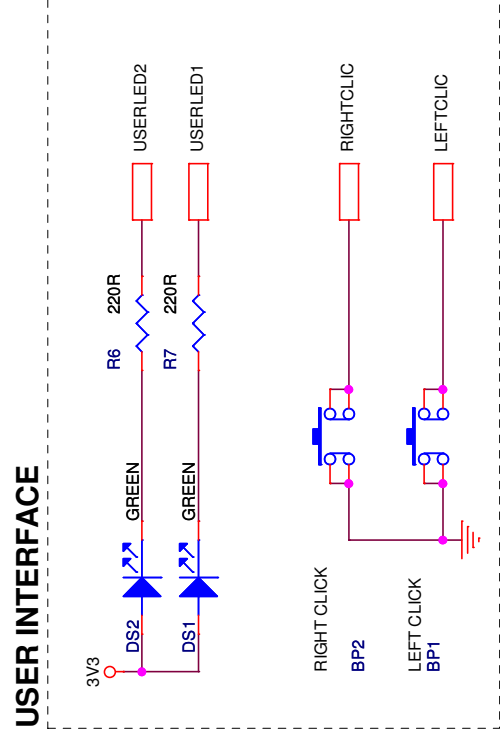 USER INTERFACE
3V3
DS2
GREEN
R6
220R
USERLED2
DS1
GREEN
R7
220R
USERLED1
RIGHT CLICK
BP2
RIGHTCLIC
LEFT CLICK
BP1
LEFTCLIC